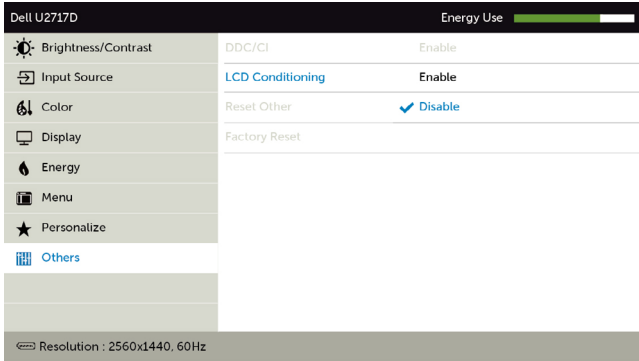 Dell U2717D Energy Use
Brightness/Contrast DDC/CI Enable
Input Source LCD Conditioning Enable
Color Reset Other Disable
Display Factory Reset
Energy
Menu
Personalize
Others
Resolution : 2560x1440, 60Hz